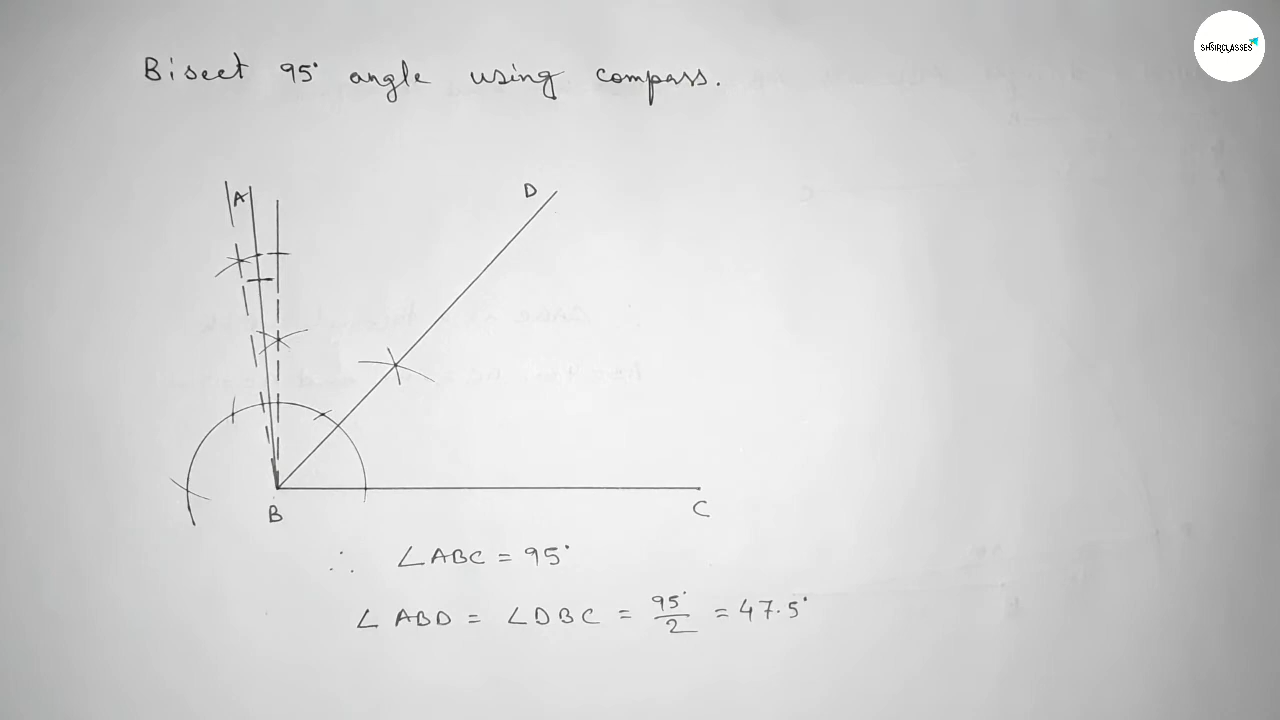 SHSIRCLASSES
Bisect 95° angle using compass.
A
D
B
C
∴ ∠ABC = 95°
∠ABD = ∠DBC = 95°/2 = 47.5°